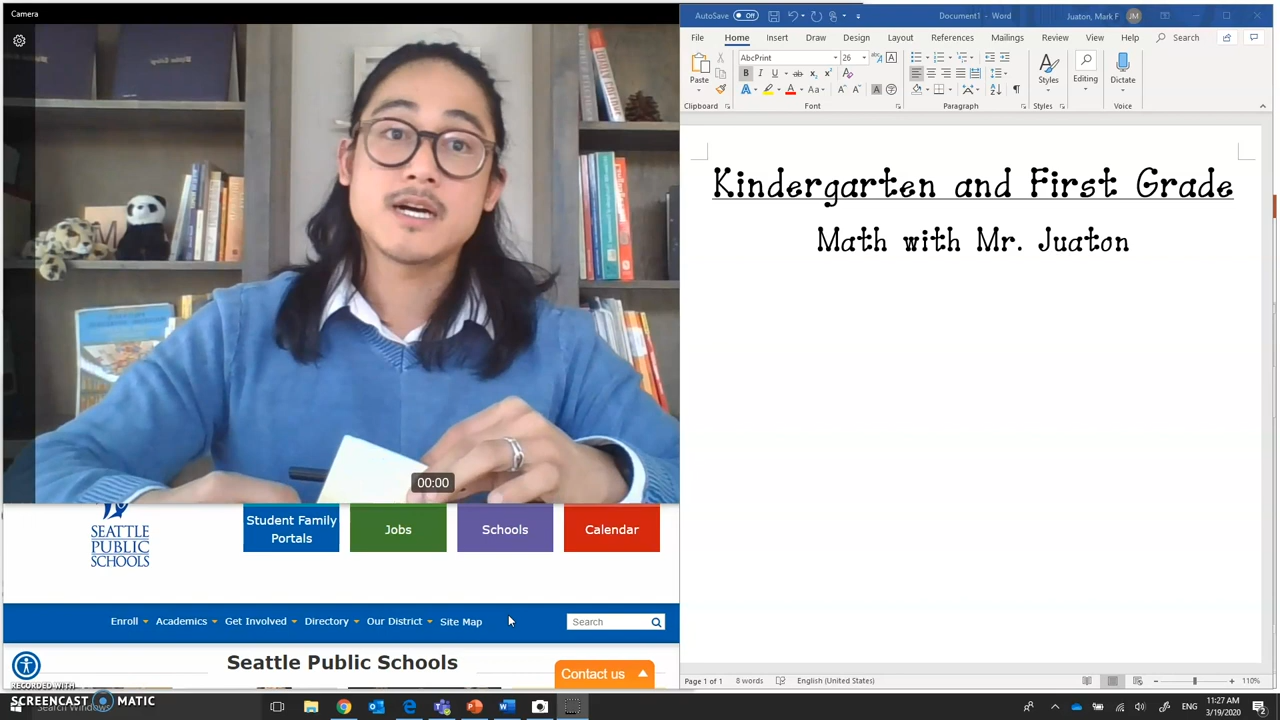 Camera
AutoSave Off
Document1 - Word
Juaton, Mark F
JM
File Home Insert Draw Design Layout References Mailings Review View Help Search
Paste
AbcPrint
26
Styles
Editing
Dictate
Clipboard
Font
Paragraph
Styles
Voice
Kindergarten and First Grade
Math with Mr. Juaton
00:00
SEATTLE
PUBLIC
SCHOOLS
Student Family
Portals
Jobs
Schools
Calendar
Enroll Academics Get Involved Directory Our District Site Map
Search
Seattle Public Schools
Contact us
Page 1 of 1 8 words English (United States)
110%
RECORDED WITH
SCREENCAST MATIC
Search Windows
11:27 AM
3/19/2020
2